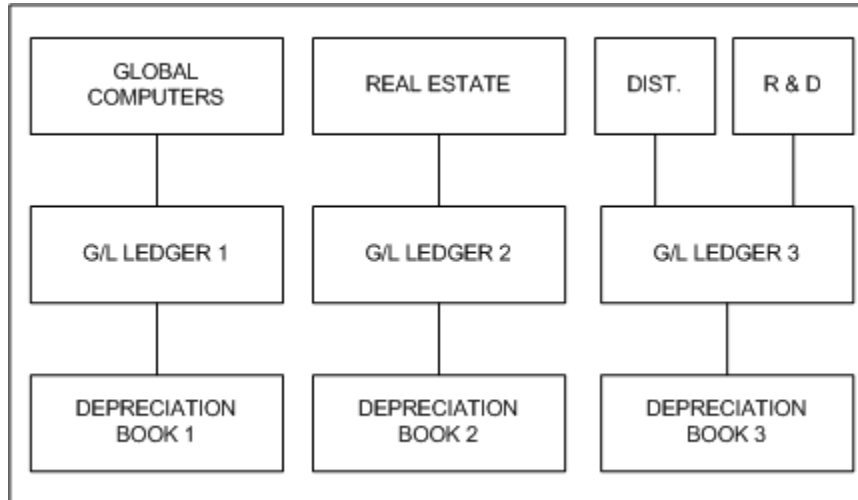 GLOBAL
COMPUTERS
REAL ESTATE
DIST.
R & D
G/L LEDGER 1
G/L LEDGER 2
G/L LEDGER 3
DEPRECIATION
BOOK 1
DEPRECIATION
BOOK 2
DEPRECIATION
BOOK 3